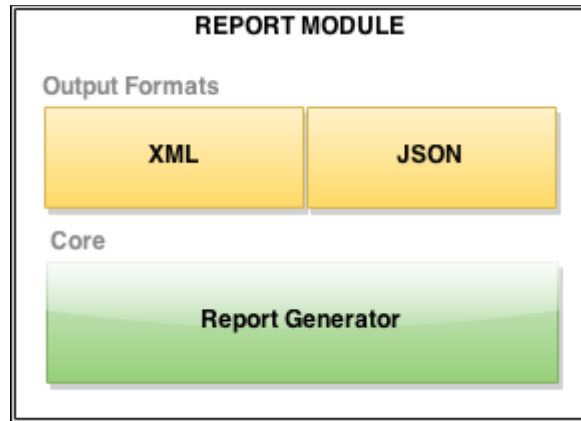 REPORT MODULE
Output Formats
XML JSON
Core
Report Generator